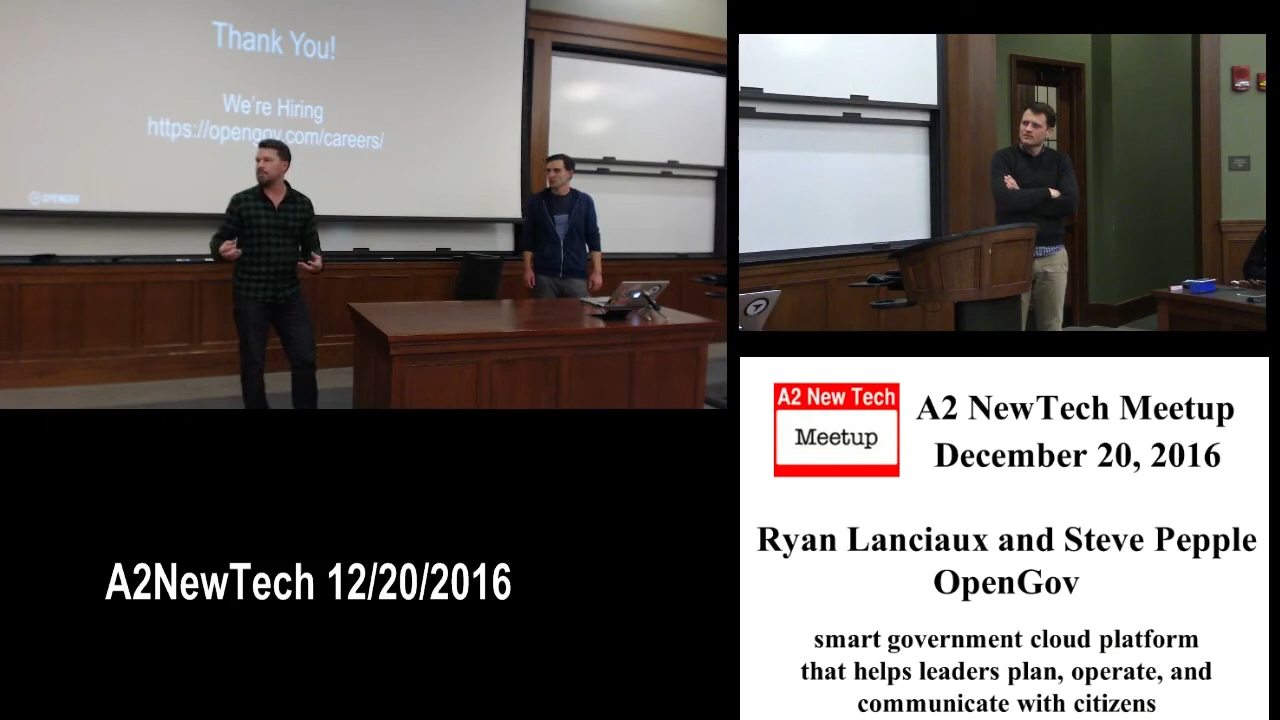 Thank You!
We're Hiring
https://opengov.com/careers/
OPENGOV
A2 New Tech
Meetup
A2 NewTech Meetup
December 20, 2016
Ryan Lanciaux and Steve Pepple
OpenGov
smart government cloud platform
that helps leaders plan, operate, and
communicate with citizens
A2NewTech 12/20/2016